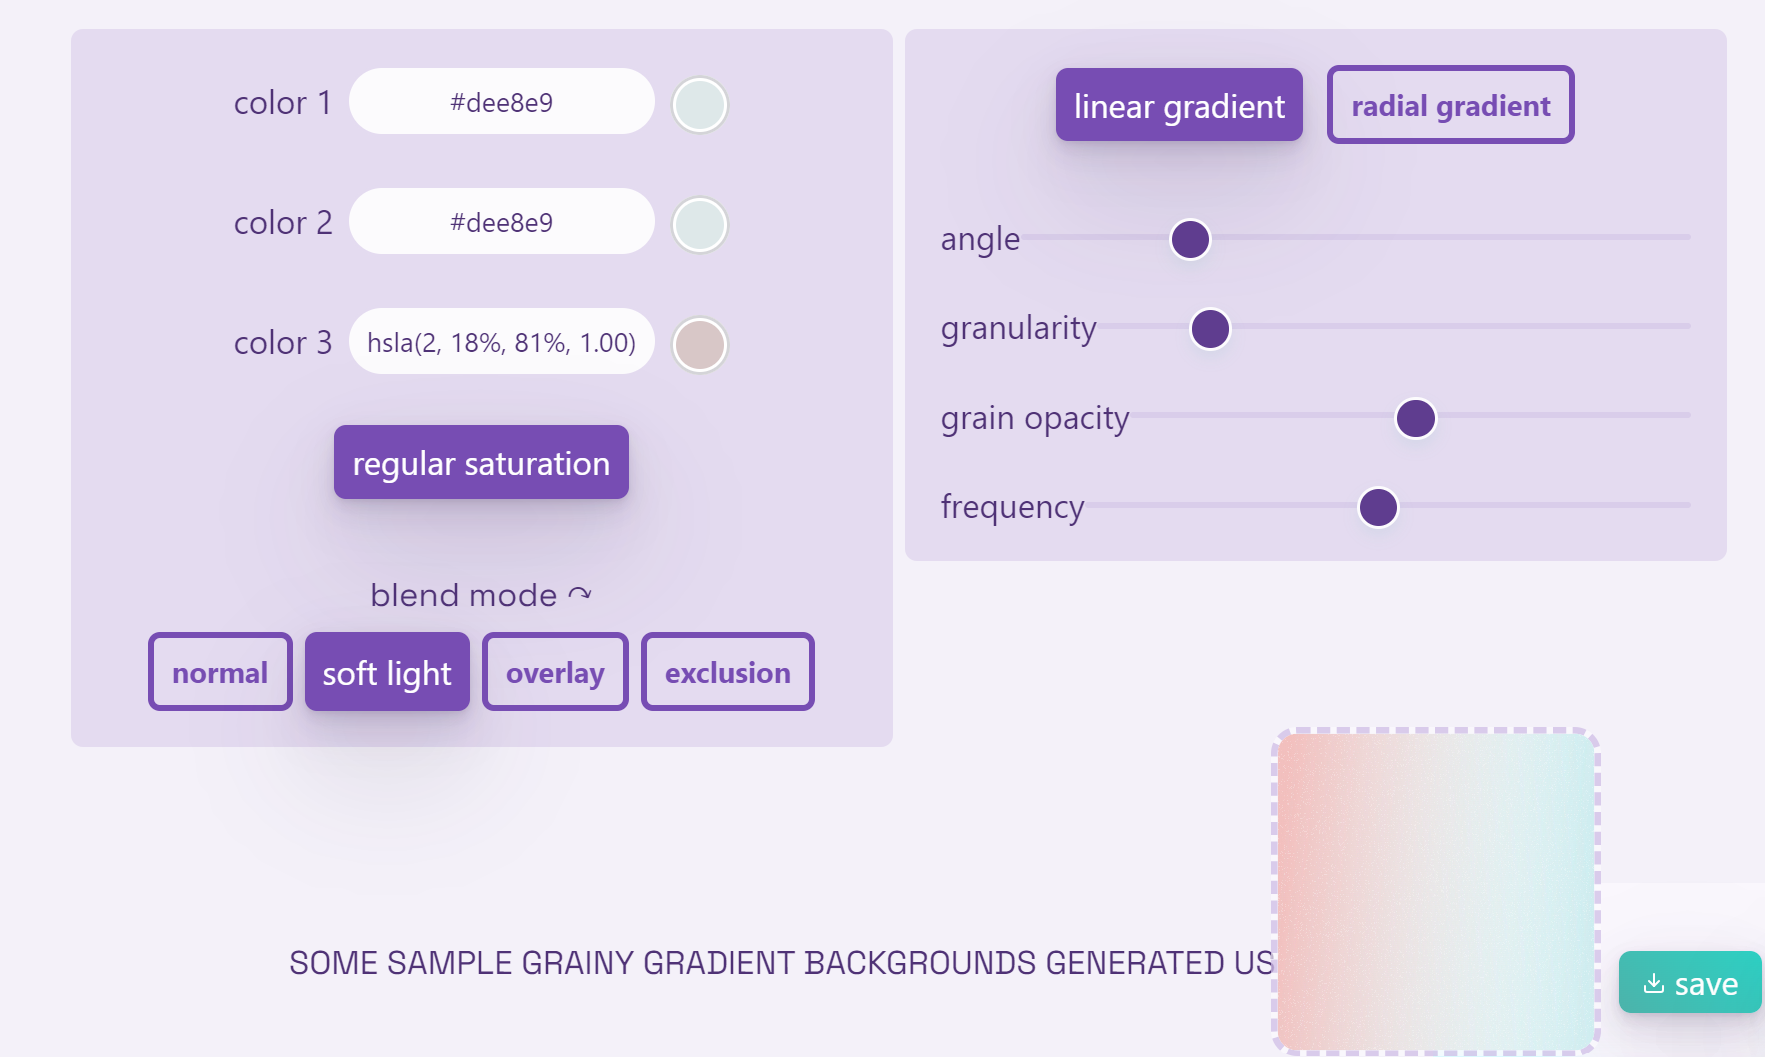 color 1
#dee8e9
color 2
#dee8e9
color 3
hsla(2, 18%, 81%, 1.00)
regular saturation
blend mode
normal
soft light
overlay
exclusion
linear gradient
radial gradient
angle
granularity
grain opacity
frequency
SOME SAMPLE GRAINY GRADIENT BACKGROUNDS GENERATED US
save